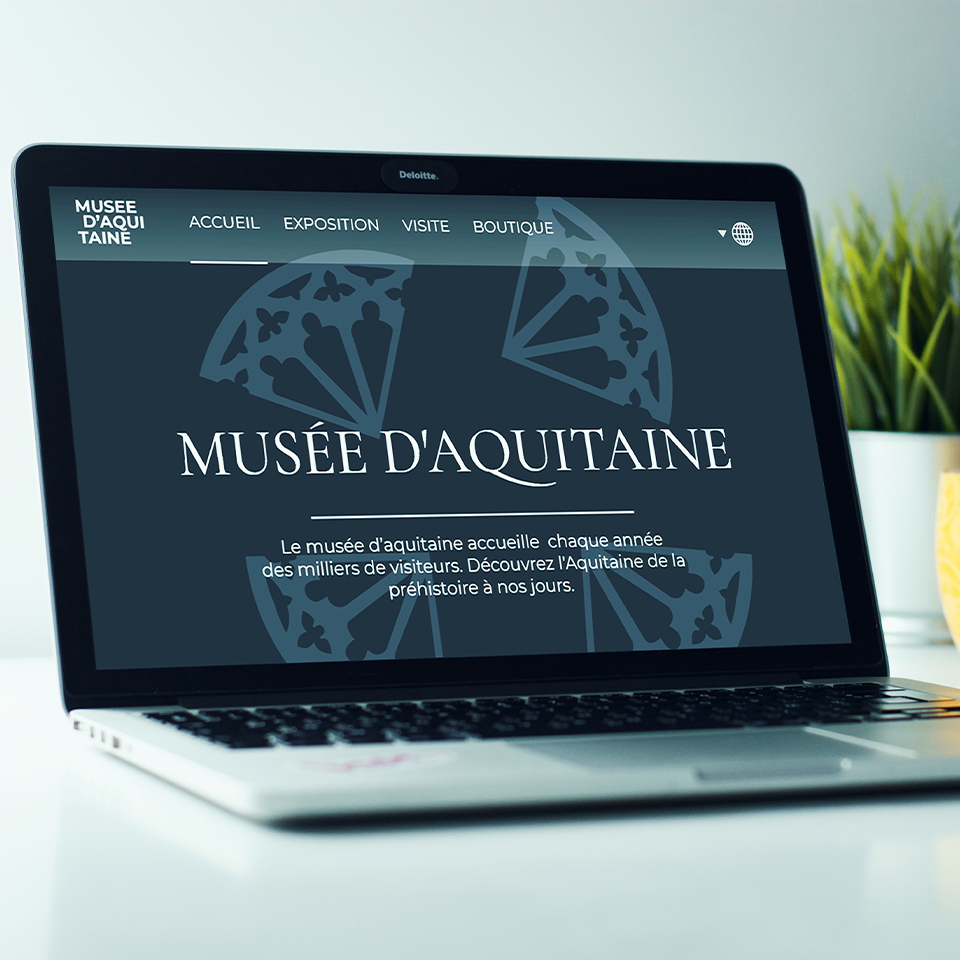 Deloitte.
MUSEE
D'AQUI
TAINE
ACCUEIL EXPOSITION VISITE BOUTIQUE
MUSÉE D'AQUITAINE
Le musée d'aquitaine accueille chaque année
des milliers de visiteurs. Découvrez l'Aquitaine de la
préhistoire à nos jours.